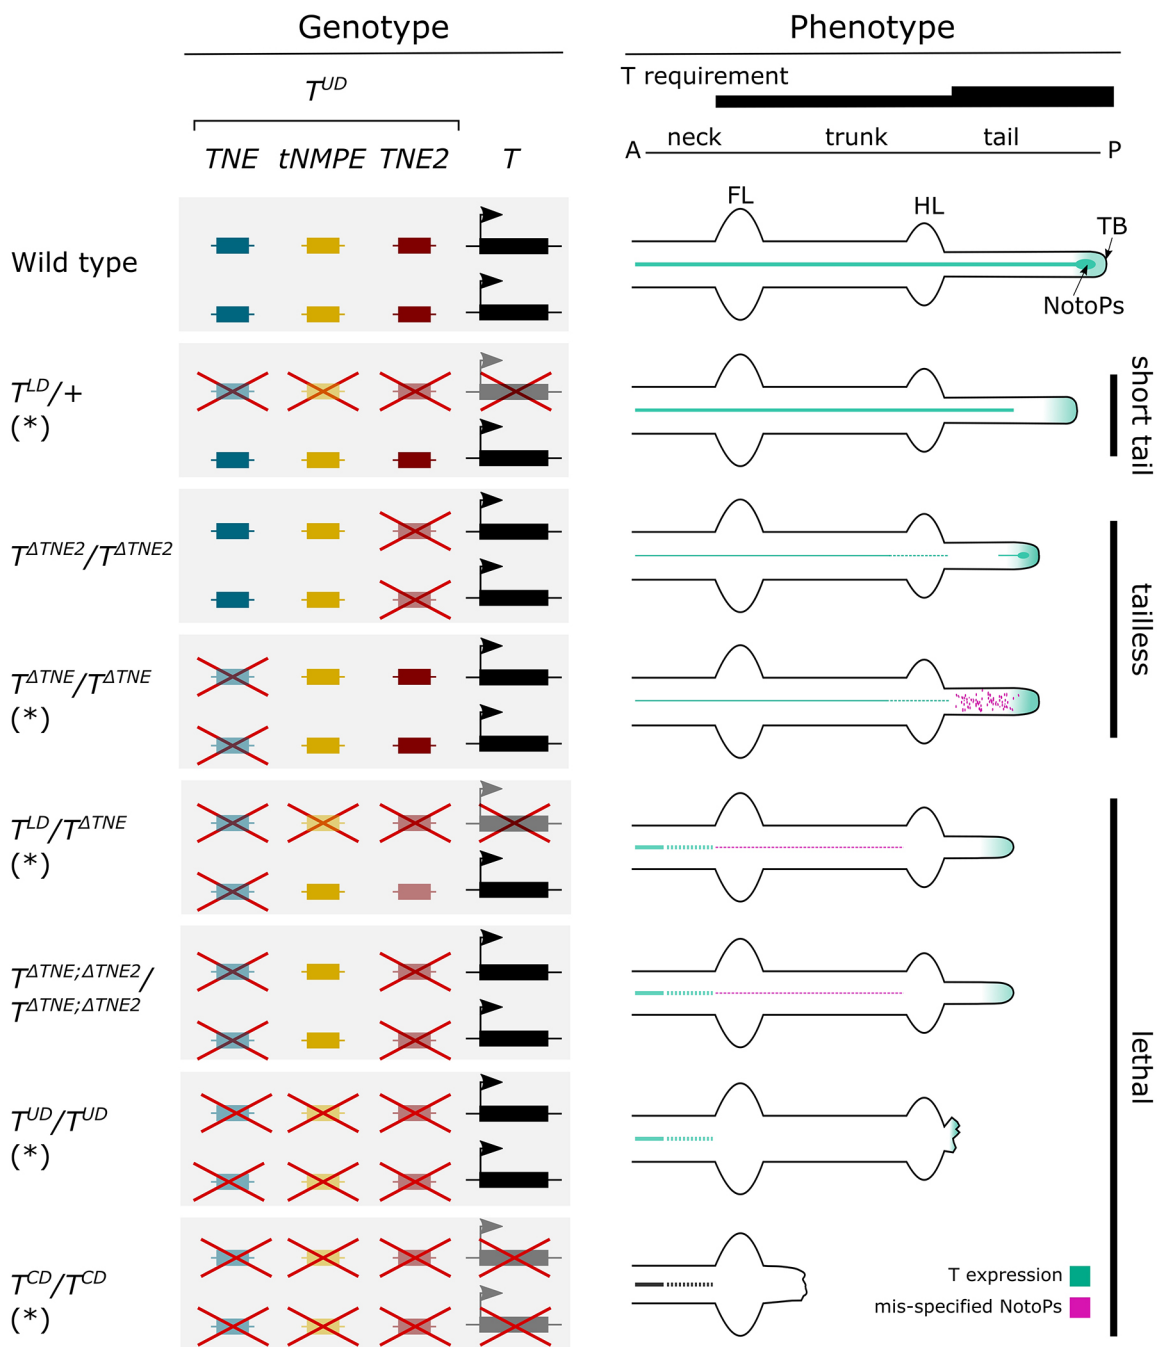 Genotype
Phenotype
T^UD
T requirement
TNE tNMPE TNE2 T
neck trunk tail
A P
Wild type
FL HL TB
NotoPs
T^LD/+
(*)
short tail
T^ΔTNE2/T^ΔTNE2
T^ΔTNE/T^ΔTNE
(*)
tailless
T^LD/T^ΔTNE
(*)
T^ΔTNE;ΔTNE2/
T^ΔTNE;ΔTNE2
T^UD/T^UD
(*)
lethal
T^CD/T^CD
(*)
T expression
mis-specified NotoPs